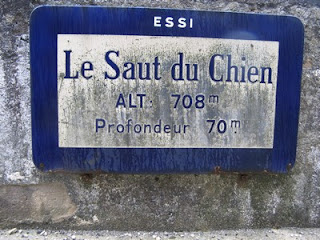 ESSI
Le Saut du Chien
ALT: 708m
Profondeur 70m